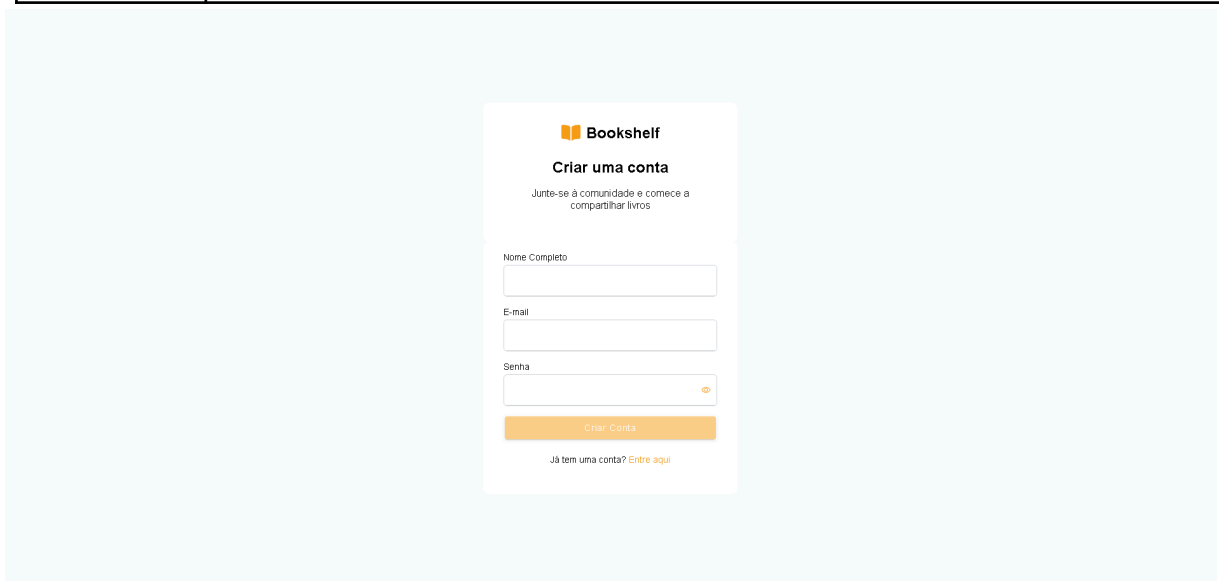 Bookshelf
Criar uma conta
Junte-se à comunidade e comece a
compartilhar livros
Nome Completo
E-mail
Senha
Criar Conta
Já tem uma conta? Entre aqui